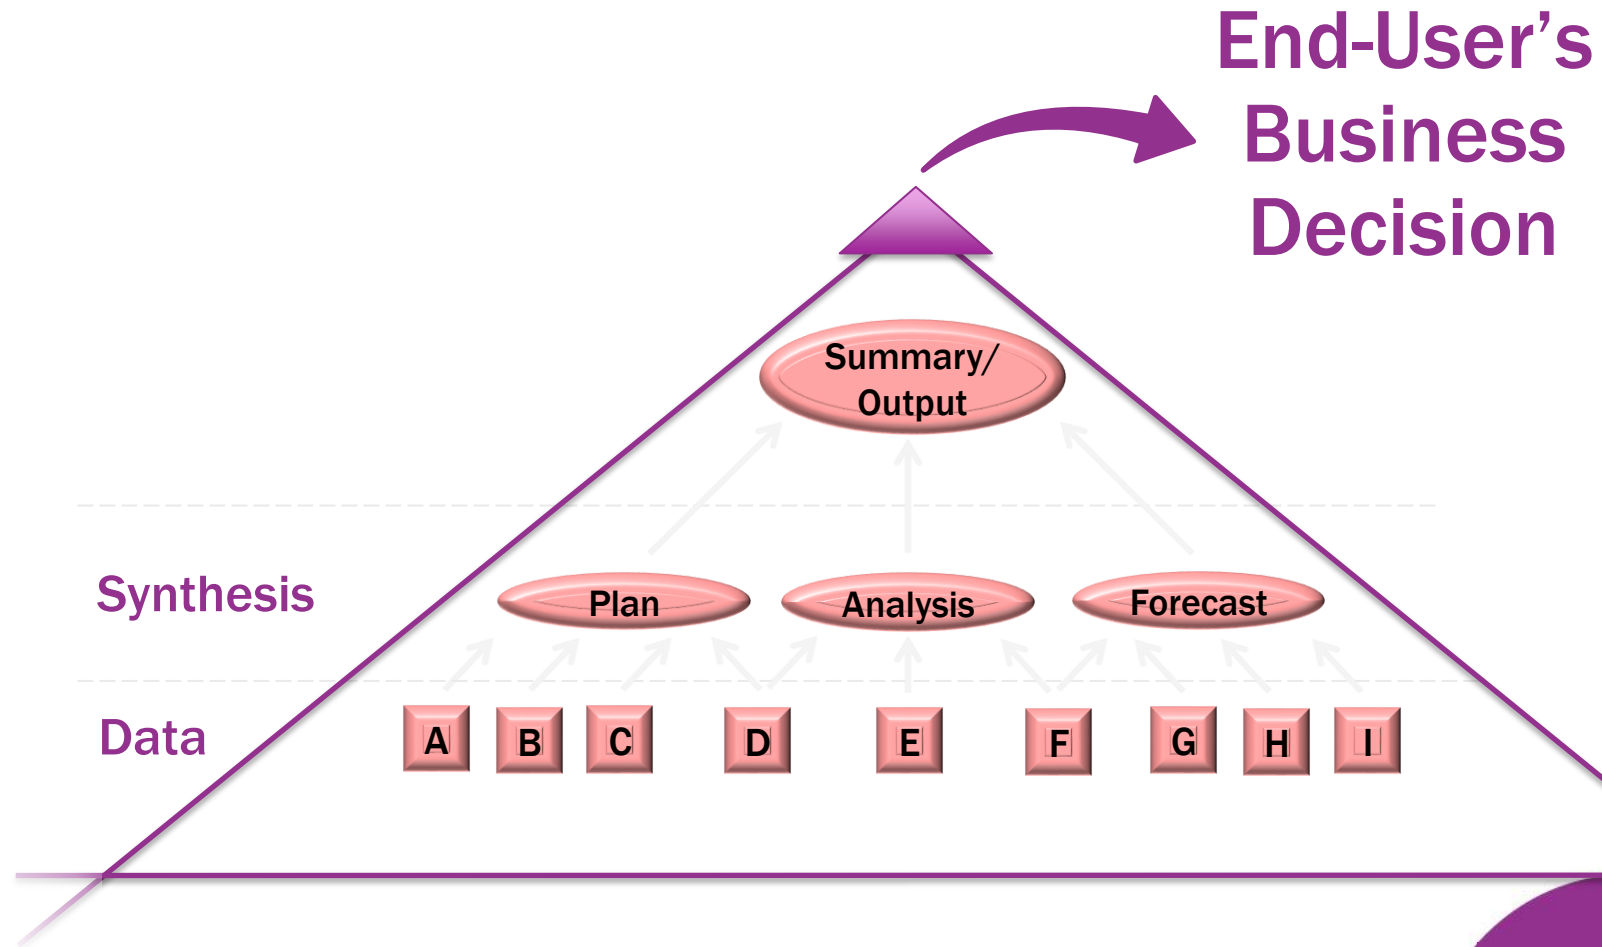 End-User’s
Business
Decision
Summary/
Output
Synthesis
Plan
Analysis
Forecast
Data
A
B
C
D
E
F
G
H
I